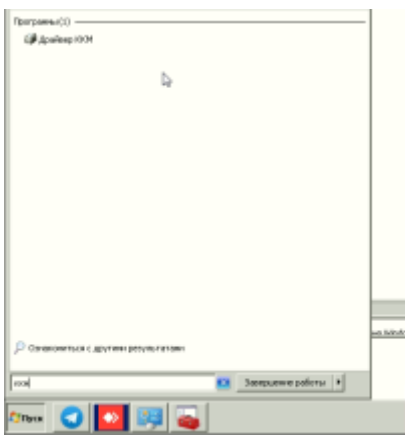 Программы (1)
Драйвер ККМ
Ознакомиться с другими результатами
ккм
Завершение работы
Пуск